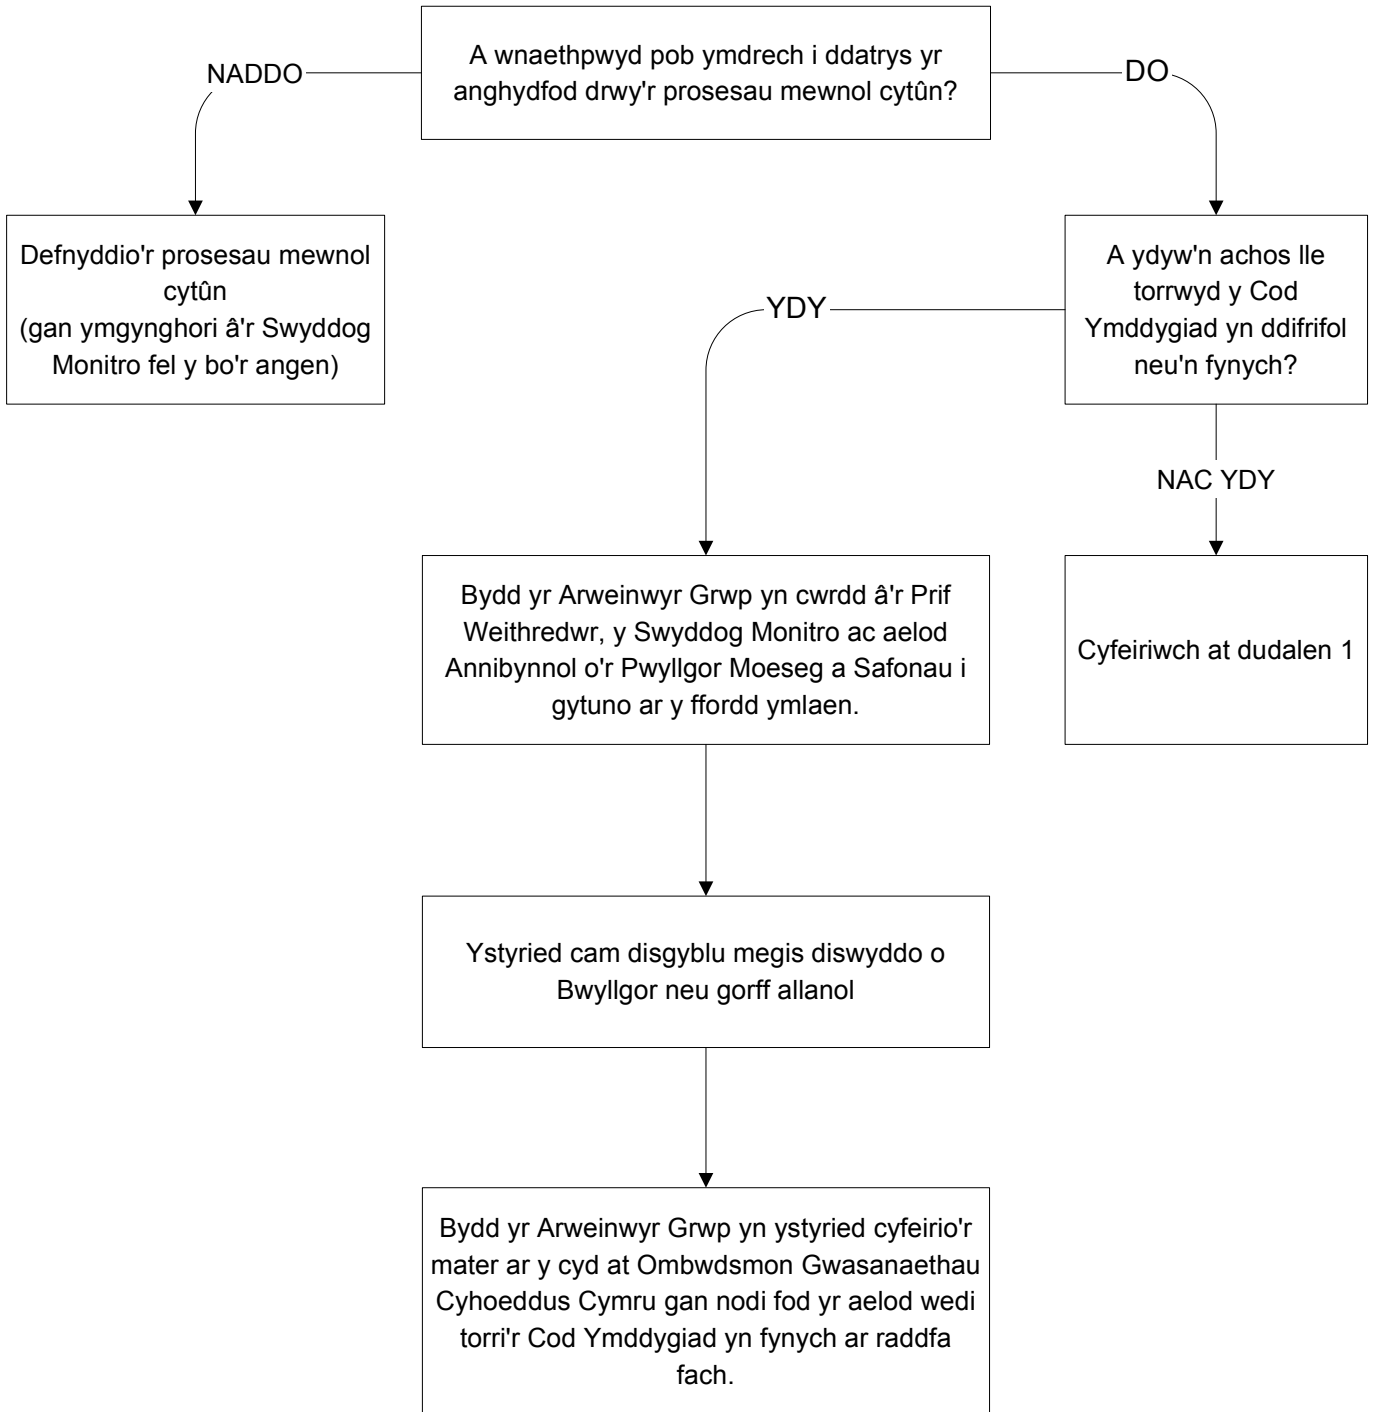 A wnaethpwyd pob ymdrech i ddatrys yr
anghydfod drwy'r prosesau mewnol cytûn?
NADDO
DO
Defnyddio'r prosesau mewnol
cytûn
(gan ymgynghori â'r Swyddog
Monitro fel y bo'r angen)
A ydyw'n achos lle
torrwyd y Cod
Ymddygiad yn ddifrifol
neu'n fynych?
YDY
NAC YDY
Bydd yr Arweinwyr Grwp yn cwrdd â'r Prif
Weithredwr, y Swyddog Monitro ac aelod
Annibynnol o'r Pwyllgor Moeseg a Safonau i
gytuno ar y ffordd ymlaen.
Cyfeiriwch at dudalen 1
Ystyried cam disgyblu megis diswyddo o
Bwyllgor neu gorff allanol
Bydd yr Arweinwyr Grwp yn ystyried cyfeirio'r
mater ar y cyd at Ombwdsmon Gwasanaethau
Cyhoeddus Cymru gan nodi fod yr aelod wedi
torri'r Cod Ymddygiad yn fynych ar raddfa
fach.